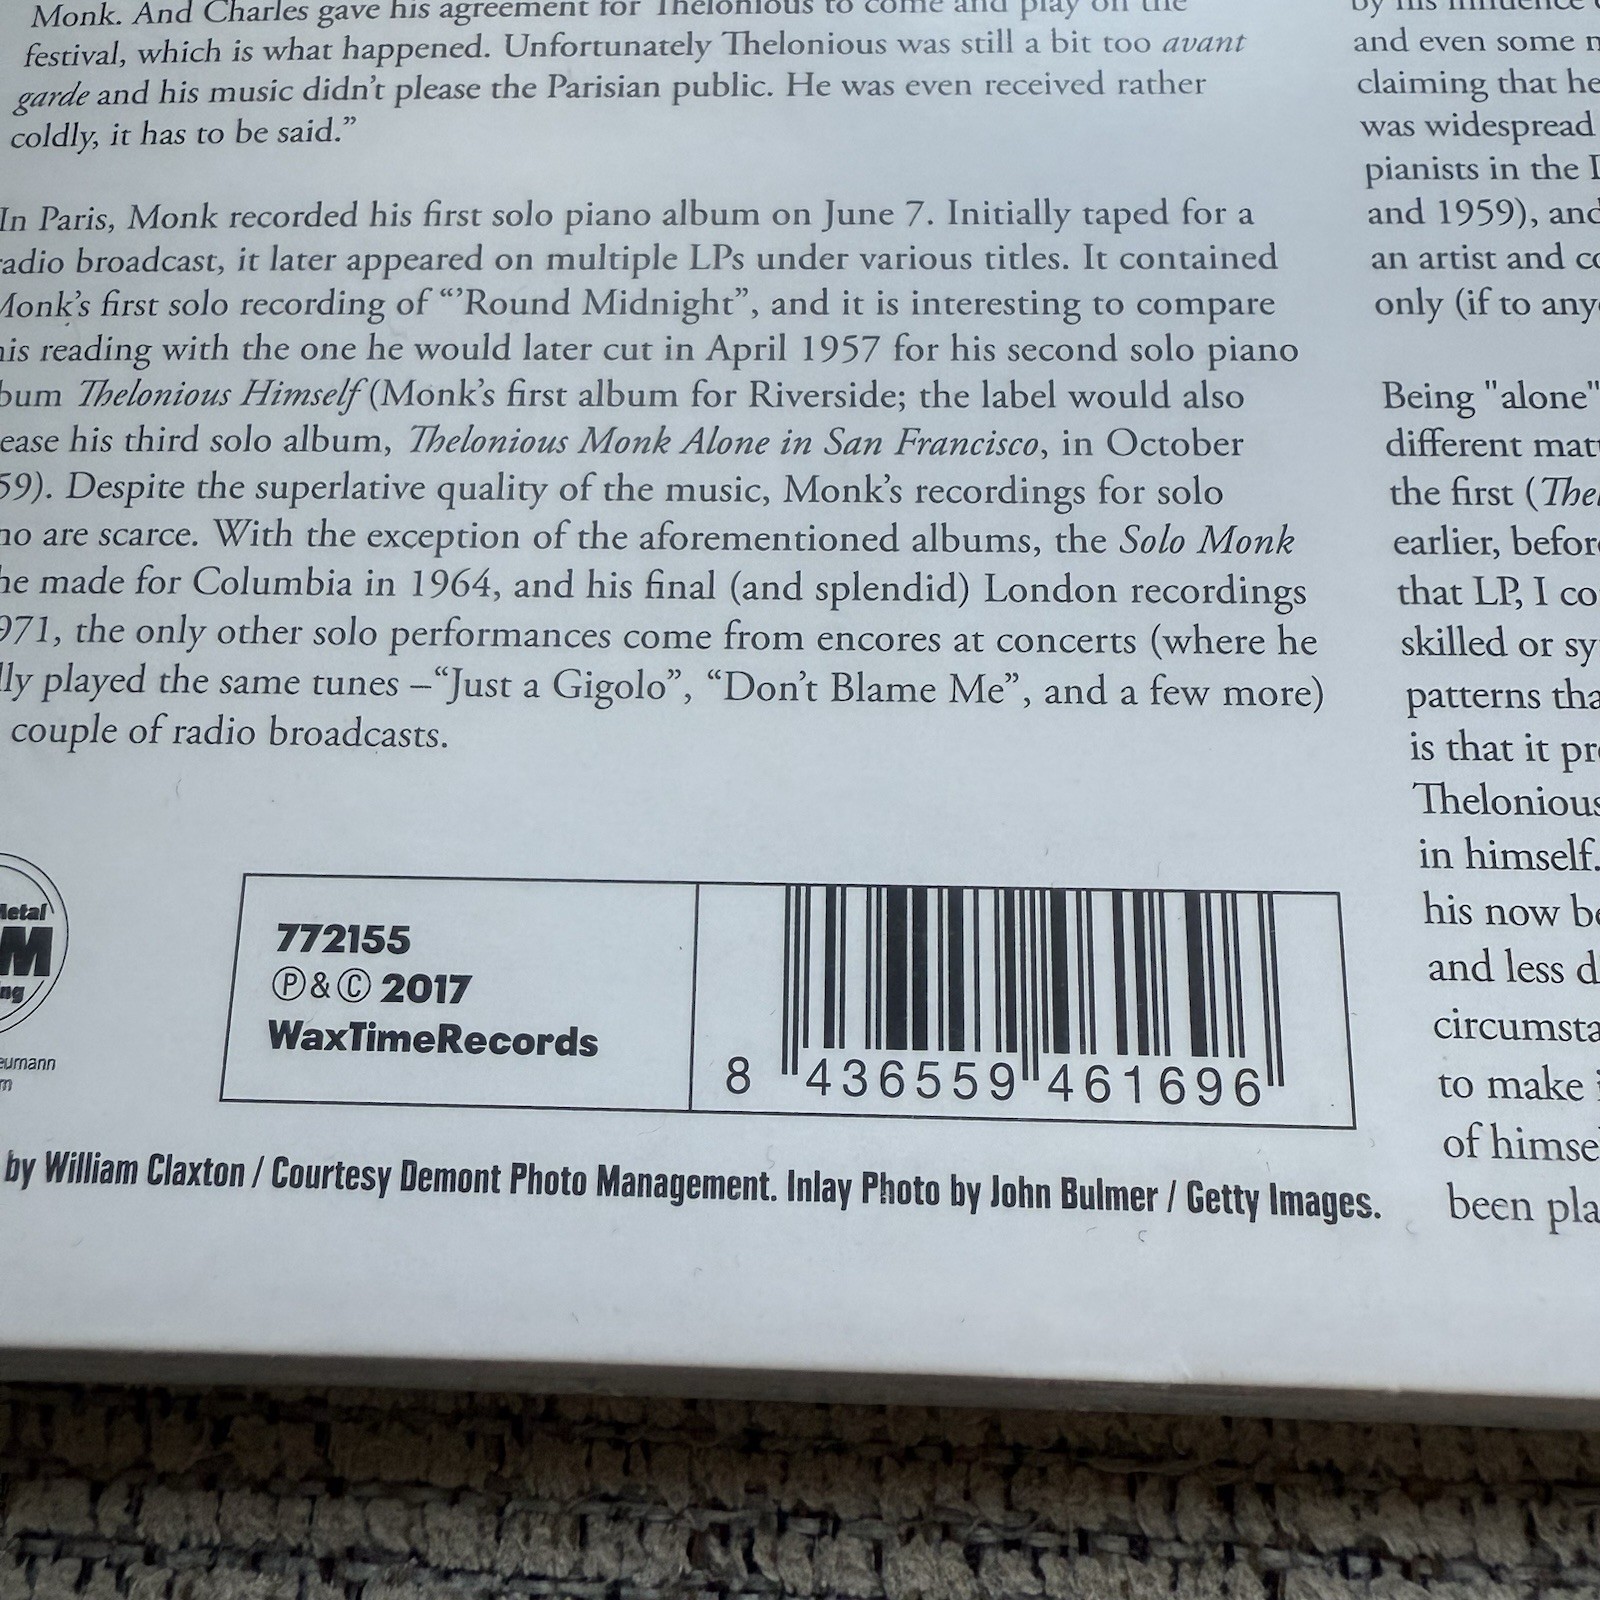 Monk. And Charles gave his agreement for Thelonious to come and play on the
festival, which is what happened. Unfortunately Thelonious was still a bit too avant
garde and his music didn't please the Parisian public. He was even received rather
coldly, it has to be said.”
In Paris, Monk recorded his first solo piano album on June 7. Initially taped for a
radio broadcast, it later appeared on multiple LPs under various titles. It contained
Monk's first solo recording of “’Round Midnight”, and it is interesting to compare
his reading with the one he would later cut in April 1957 for his second solo piano
bum Thelonious Himself (Monk's first album for Riverside; the label would also
ease his third solo album, Thelonious Monk Alone in San Francisco, in October
59). Despite the superlative quality of the music, Monk's recordings for solo
no are scarce. With the exception of the aforementioned albums, the Solo Monk
he made for Columbia in 1964, and his final (and splendid) London recordings
971, the only other solo performances come from encores at concerts (where he
lly played the same tunes –“Just a Gigolo”, “Don't Blame Me”, and a few more)
couple of radio broadcasts.
Metal
M
ng
eumann
m
772155
Ⓟ & © 2017
WaxTimeRecords
8 436559 461696
by William Claxton / Courtesy Demont Photo Management. Inlay Photo by John Bulmer / Getty Images.
by his influence
and even some
claiming that he
was widespread
pianists in the
and 1959), and
an artist and
only (if to any
Being "alone"
different mat
the first (The
earlier, before
that LP, I co
skilled or sy
patterns tha
is that it pr
Thelonious
in himself.
his now be
and less d
circumsta
to make
of himse
been pla